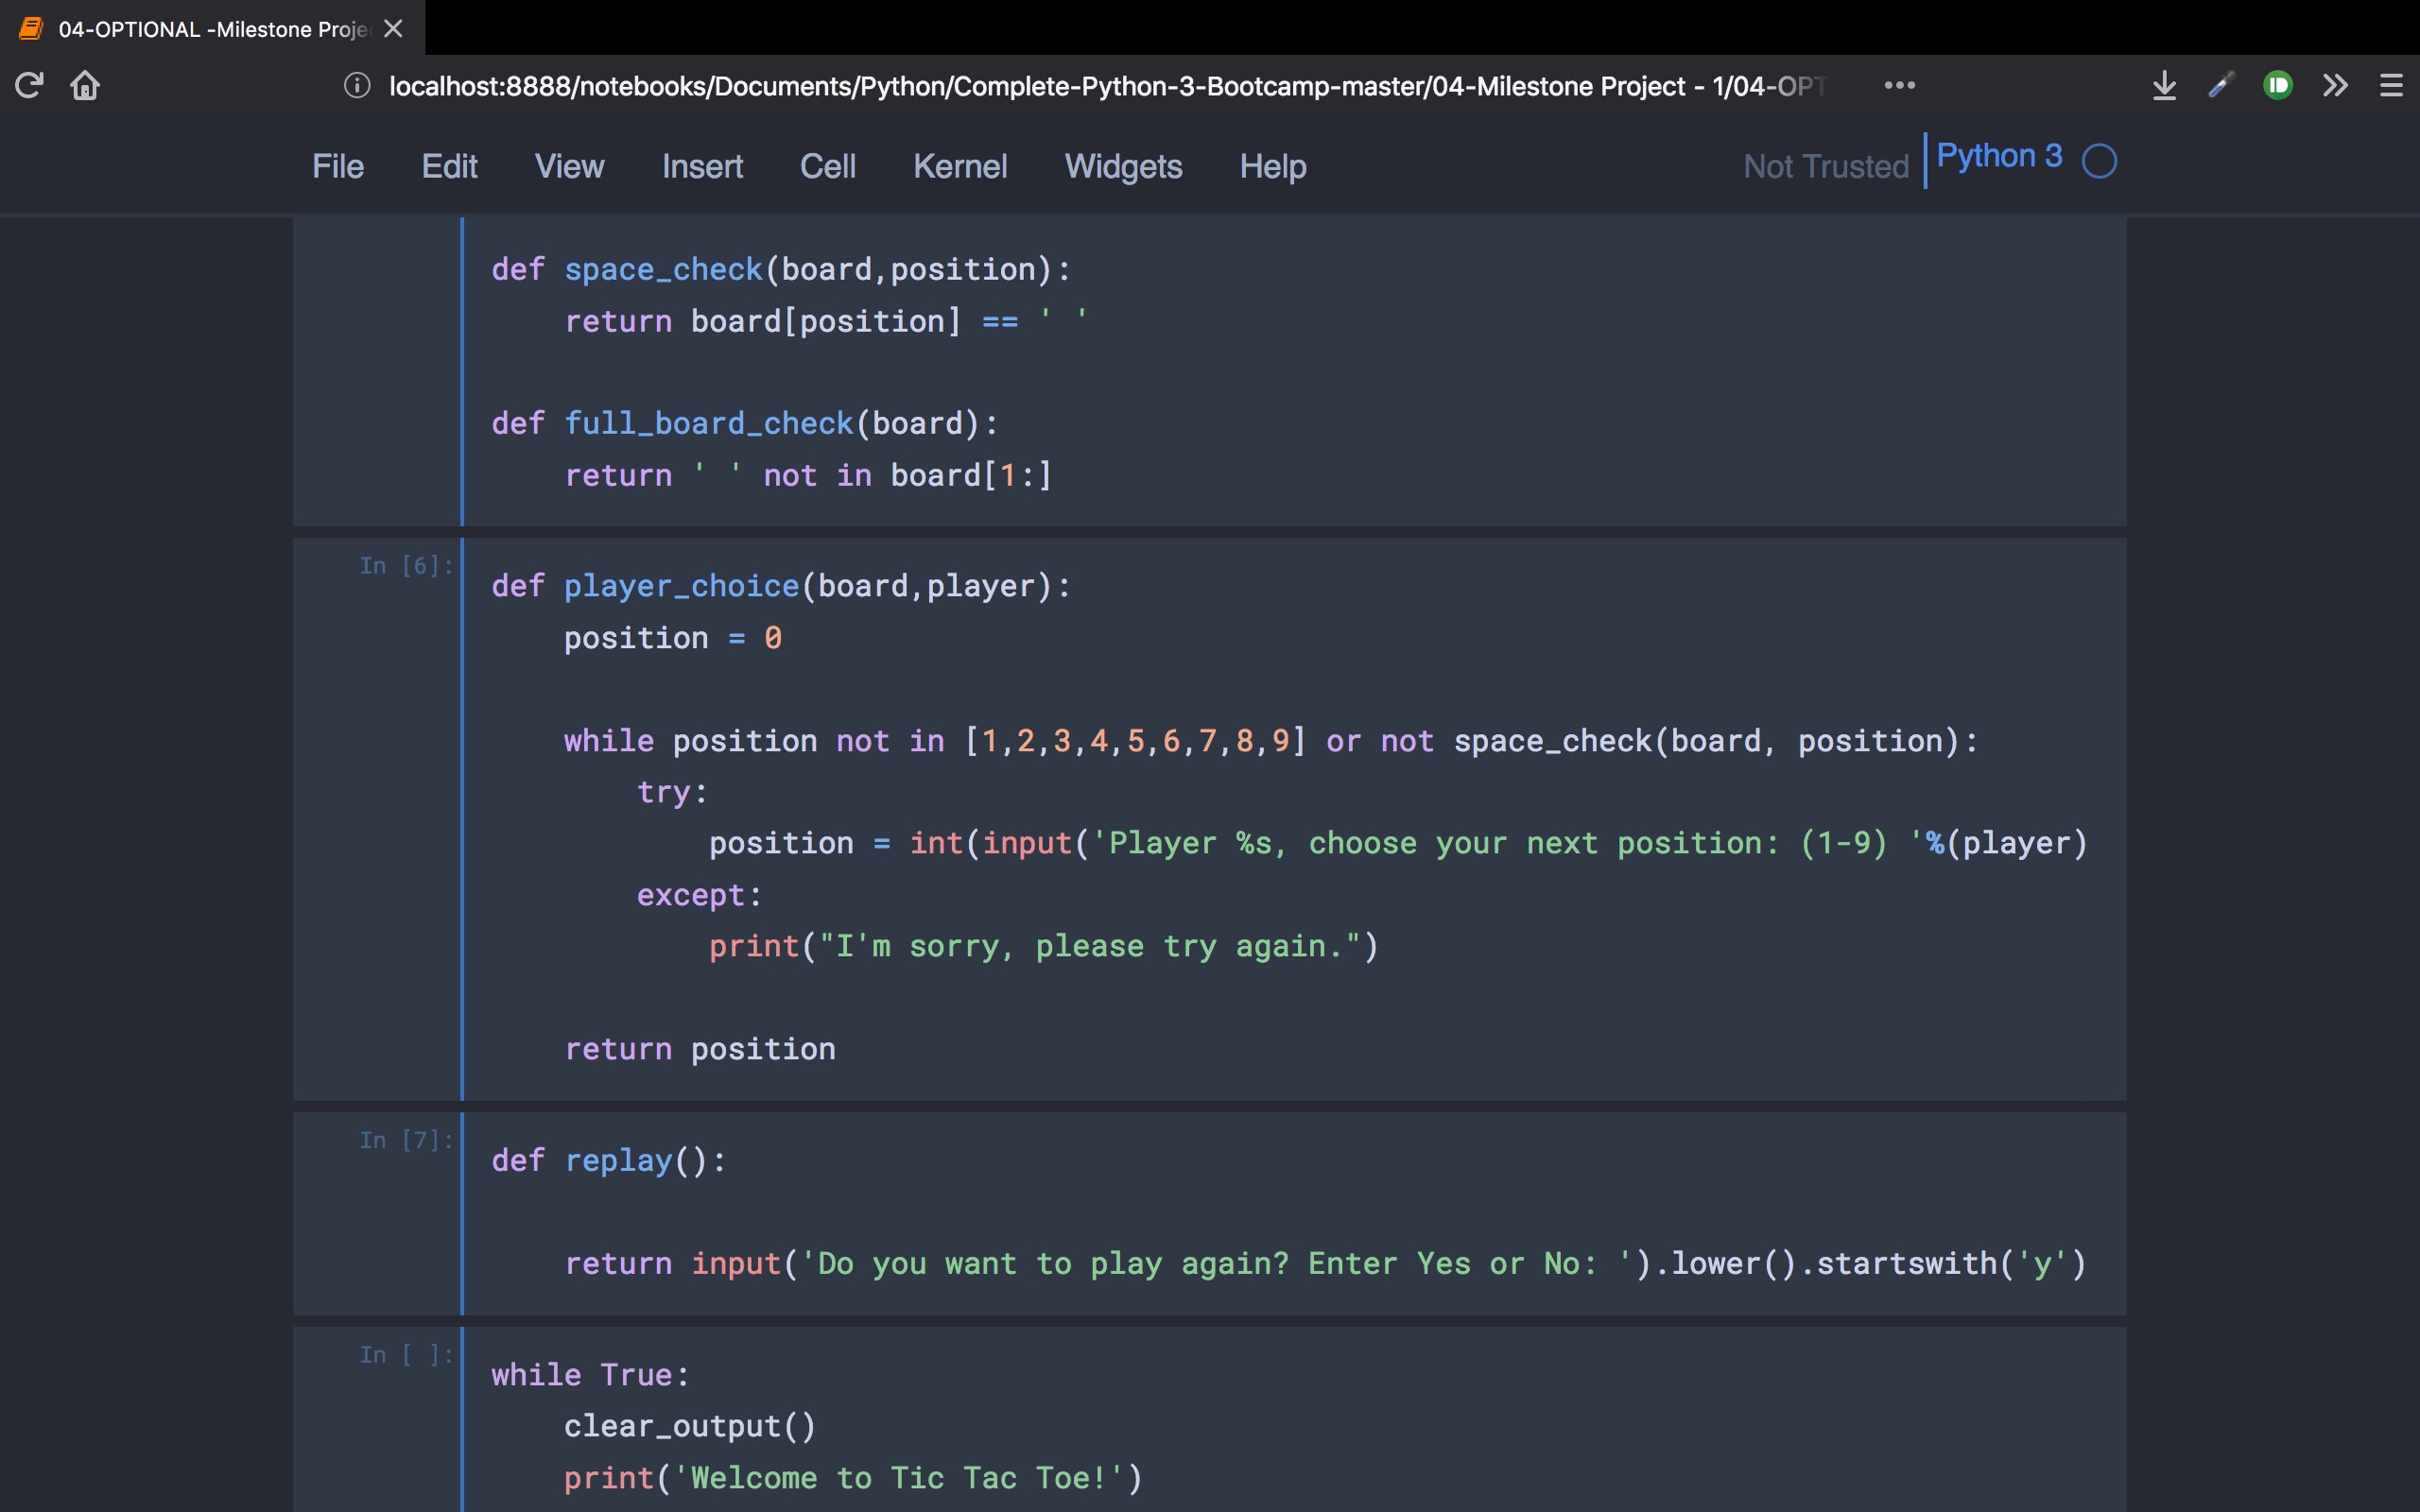 04-OPTIONAL -Milestone Proje
localhost:8888/notebooks/Documents/Python/Complete-Python-3-Bootcamp-master/04-Milestone Project - 1/04-OPT
File Edit View Insert Cell Kernel Widgets Help Not Trusted Python 3
def space_check(board,position):
    return board[position] == ' '
def full_board_check(board):
    return ' ' not in board[1:]
In [6]:
def player_choice(board,player):
    position = 0
    while position not in [1,2,3,4,5,6,7,8,9] or not space_check(board, position):
        try:
            position = int(input('Player %s, choose your next position: (1-9) '%(player)
        except:
            print("I'm sorry, please try again.")
    return position
In [7]:
def replay():
    return input('Do you want to play again? Enter Yes or No: ').lower().startswith('y')
In [ ]:
while True:
    clear_output()
    print('Welcome to Tic Tac Toe!')